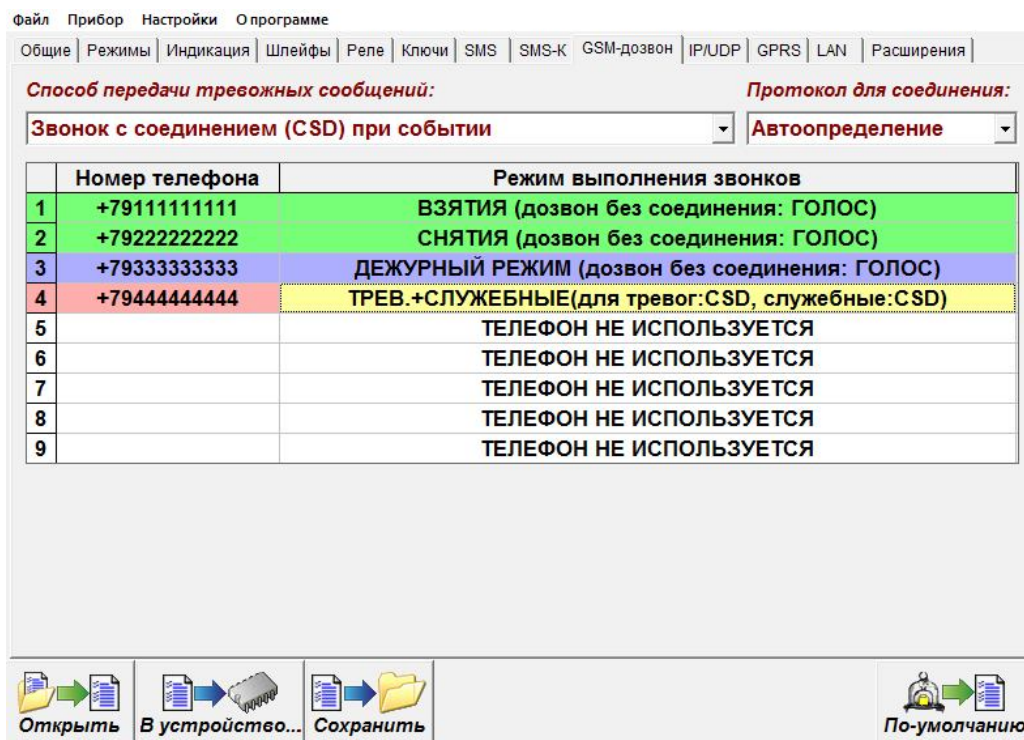 Файл Прибор Настройки О программе
Общие Режимы Индикация Шлейфы Реле Ключи SMS SMS-К GSM-дозвон IP/UDP GPRS LAN Расширения
Способ передачи тревожных сообщений: Протокол для соединения:
Звонок с соединением (CSD) при событии Автоопределение
Номер телефона Режим выполнения звонков
1 +79111111111 ВЗЯТИЯ (дозвон без соединения: ГОЛОС)
2 +79222222222 СНЯТИЯ (дозвон без соединения: ГОЛОС)
3 +79333333333 ДЕЖУРНЫЙ РЕЖИМ (дозвон без соединения: ГОЛОС)
4 +79444444444 ТРЕВ.+СЛУЖЕБНЫЕ(для тревог:CSD, служебные:CSD)
5 ТЕЛЕФОН НЕ ИСПОЛЬЗУЕТСЯ
6 ТЕЛЕФОН НЕ ИСПОЛЬЗУЕТСЯ
7 ТЕЛЕФОН НЕ ИСПОЛЬЗУЕТСЯ
8 ТЕЛЕФОН НЕ ИСПОЛЬЗУЕТСЯ
9 ТЕЛЕФОН НЕ ИСПОЛЬЗУЕТСЯ
Открыть В устройство... Сохранить По-умолчанию